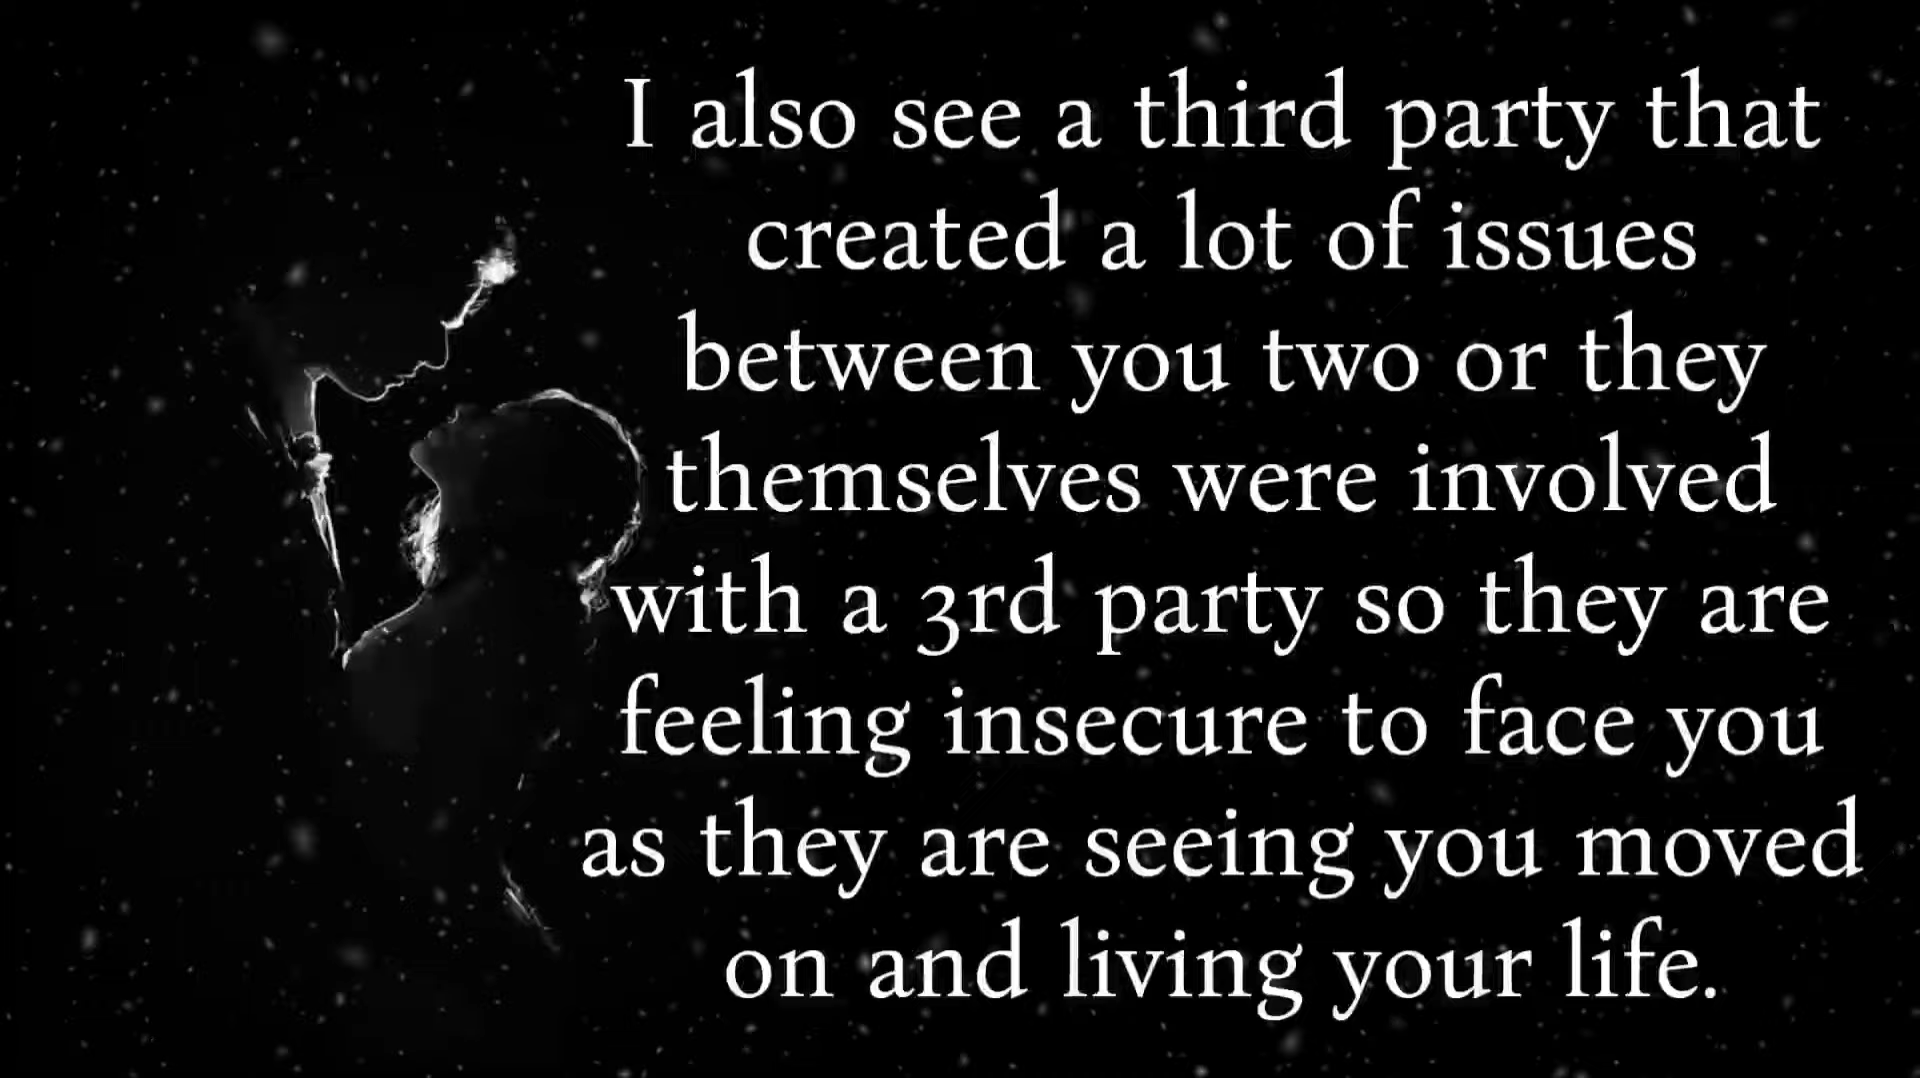 I also see a third party that
created a lot of issues
between you two or they
themselves were involved
with a 3rd party so they are
feeling insecure to face you
as they are seeing you moved
on and living your life.